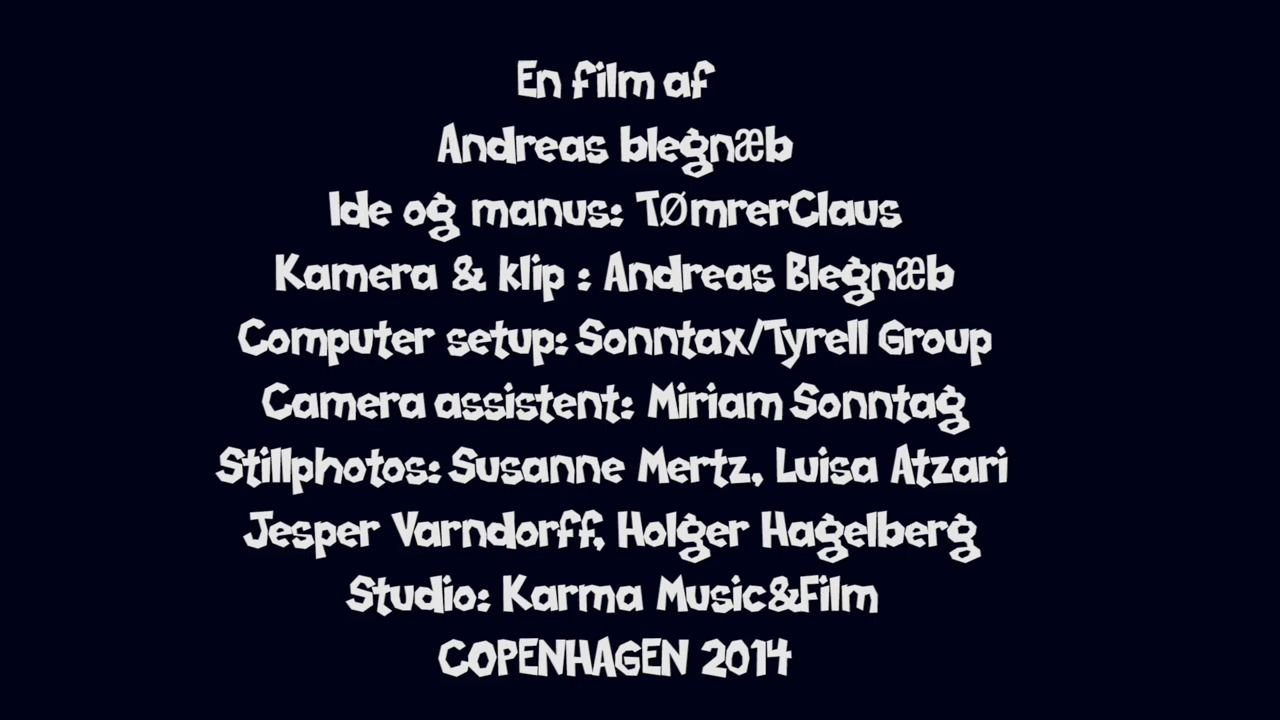 En film af
Andreas blegnæb
Ide og manus: TØmrerClaus
Kamera & klip : Andreas Blegnæb
Computer setup: Sonntax/Tyrell Group
Camera assistent: Miriam Sonntag
Stillphotos: Susanne Mertz, Luisa Atzari
Jesper Varndorff, Holger Hagelberg
Studio: Karma Music&Film
COPENHAGEN 2014